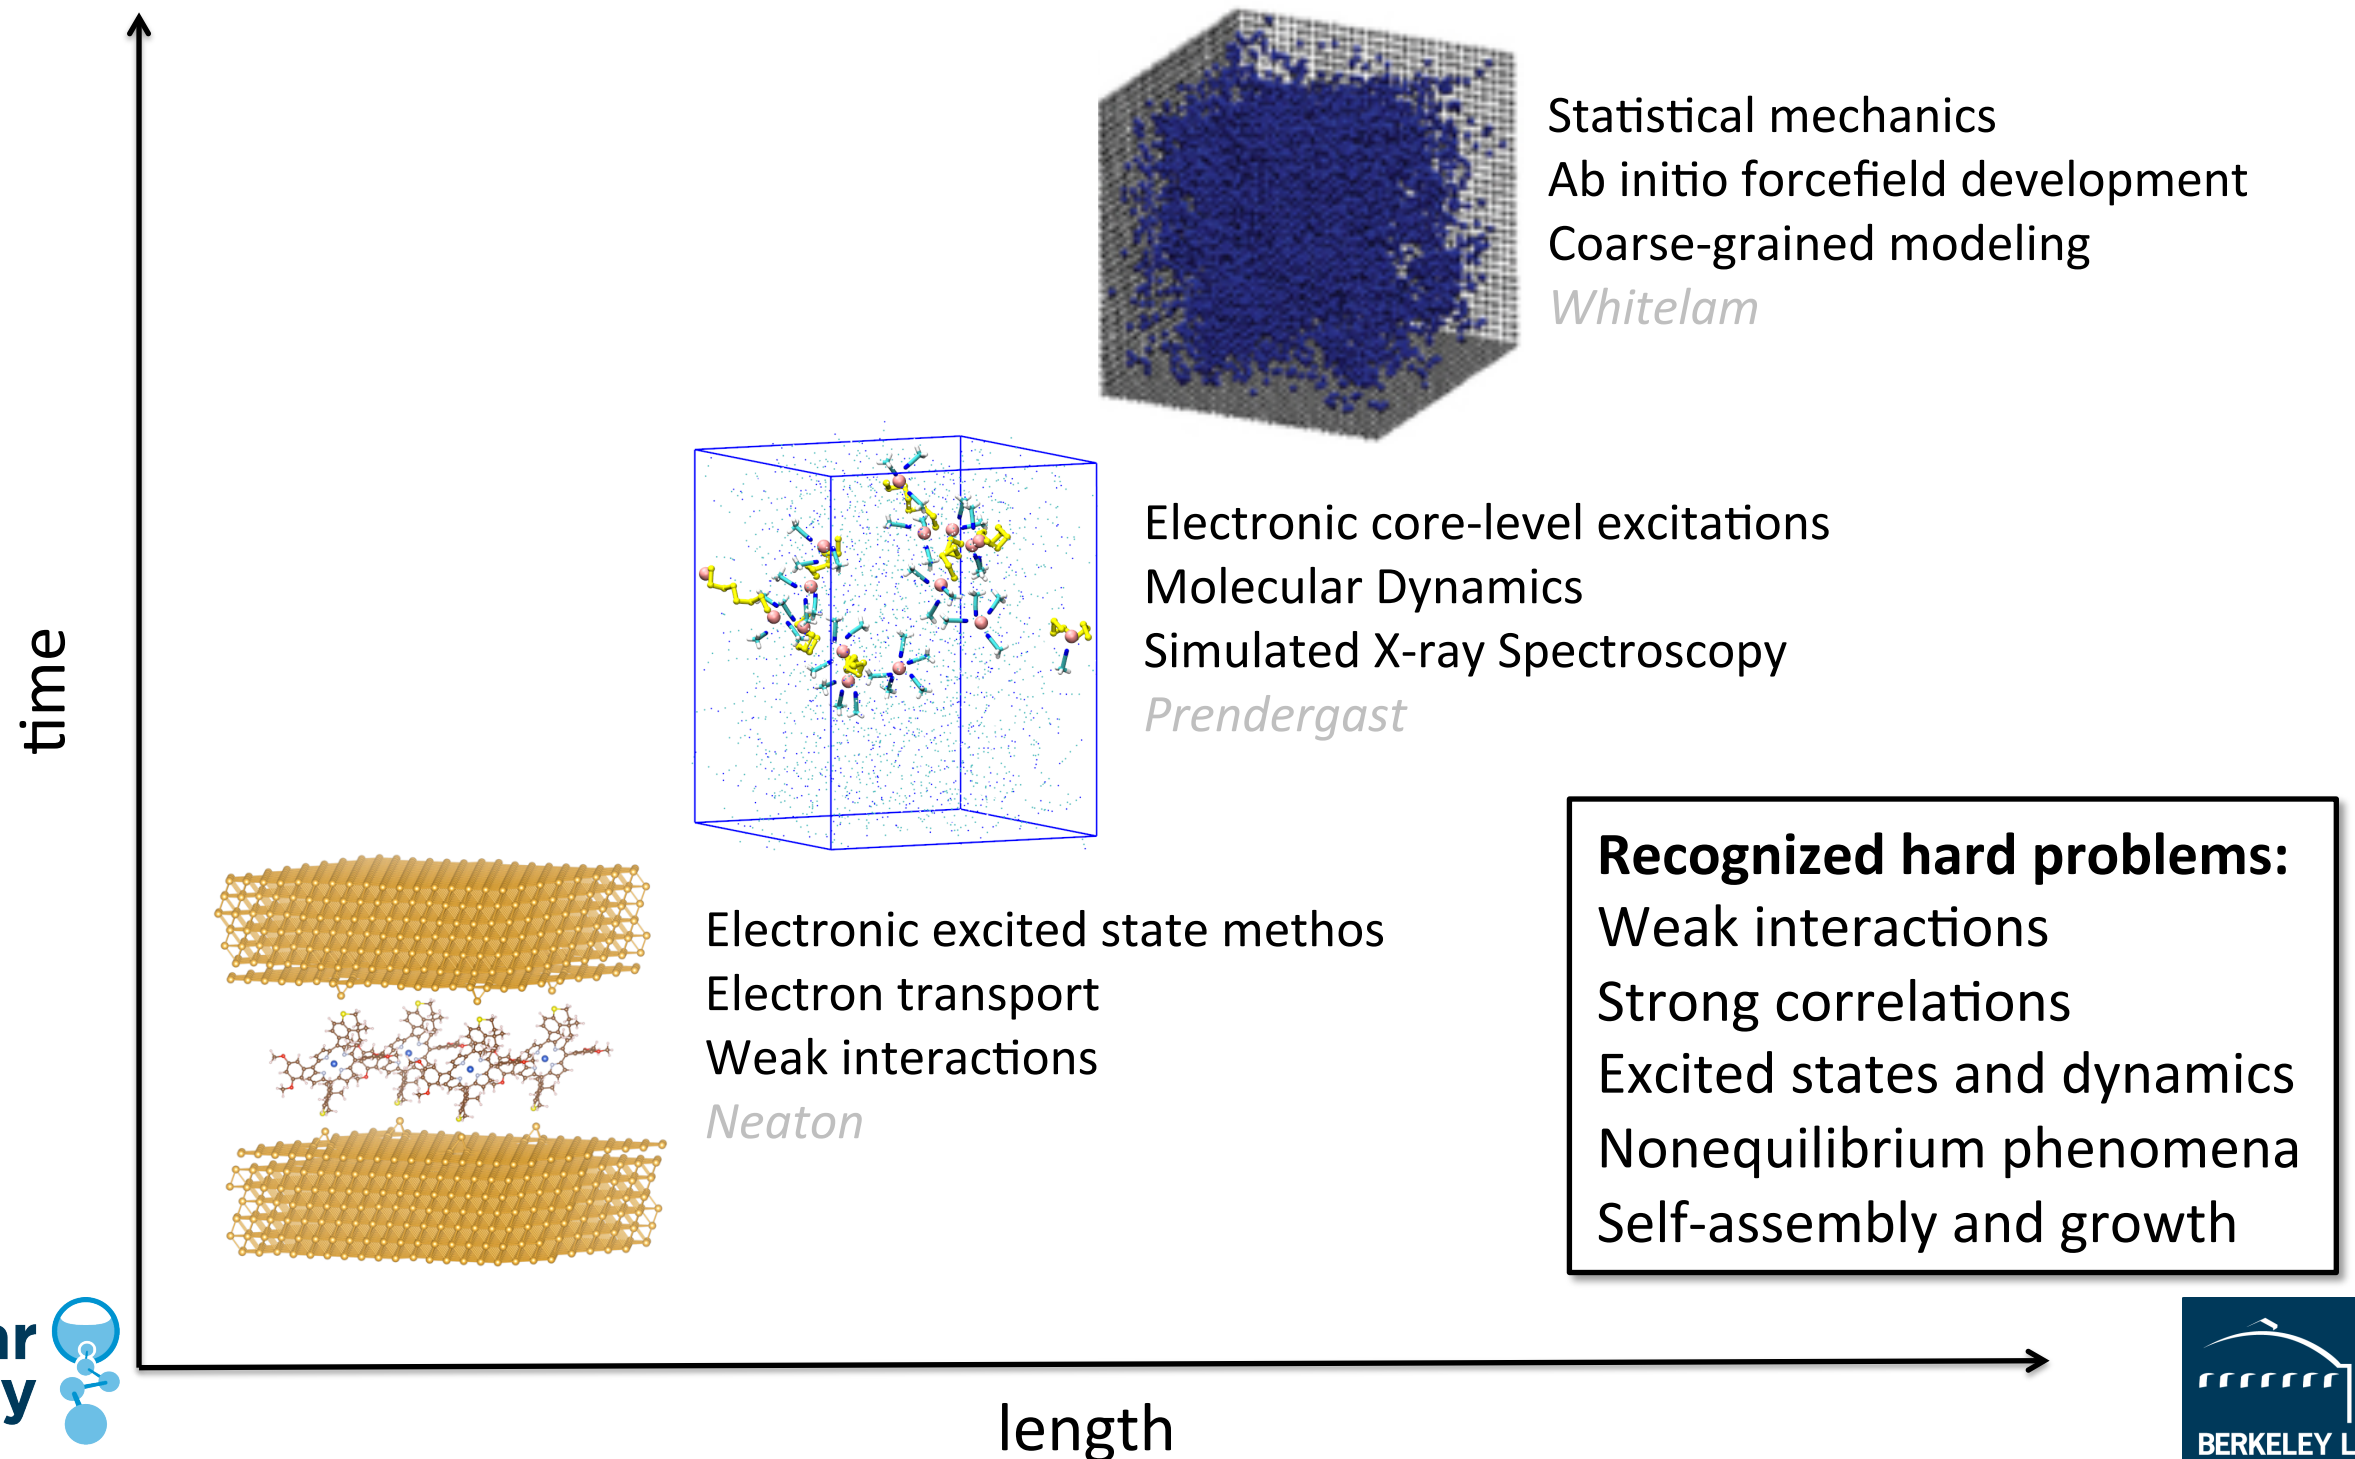 Statistical mechanics
Ab initio forcefield development
Coarse-grained modeling
Whitelam
Electronic core-level excitations
Molecular Dynamics
Simulated X-ray Spectroscopy
Prendergast
time
Electronic excited state methos
Electron transport
Weak interactions
Neaton
Recognized hard problems:
Weak interactions
Strong correlations
Excited states and dynamics
Nonequilibrium phenomena
Self-assembly and growth
length
BERKELEY